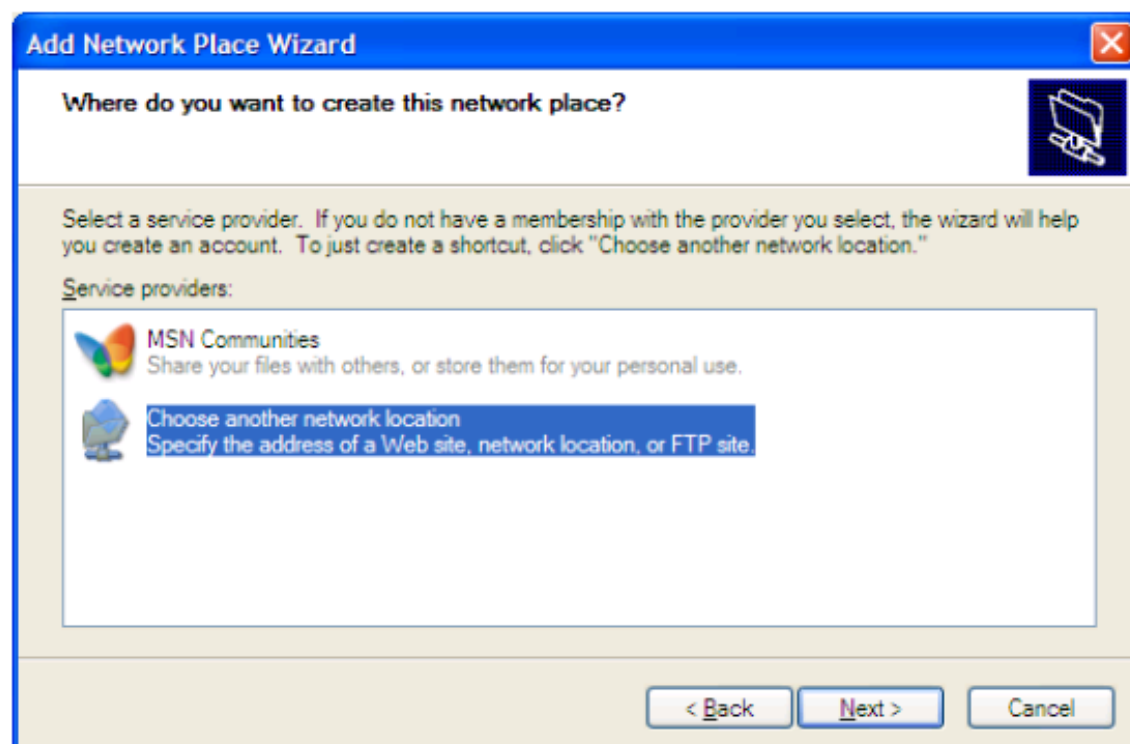 Add Network Place Wizard
Where do you want to create this network place?
Select a service provider.  If you do not have a membership with the provider you select, the wizard will help
you create an account.  To just create a shortcut, click "Choose another network location."
Service providers:
MSN Communities
Share your files with others, or store them for your personal use.
Choose another network location
Specify the address of a Web site, network location, or FTP site.
< Back
Next >
Cancel